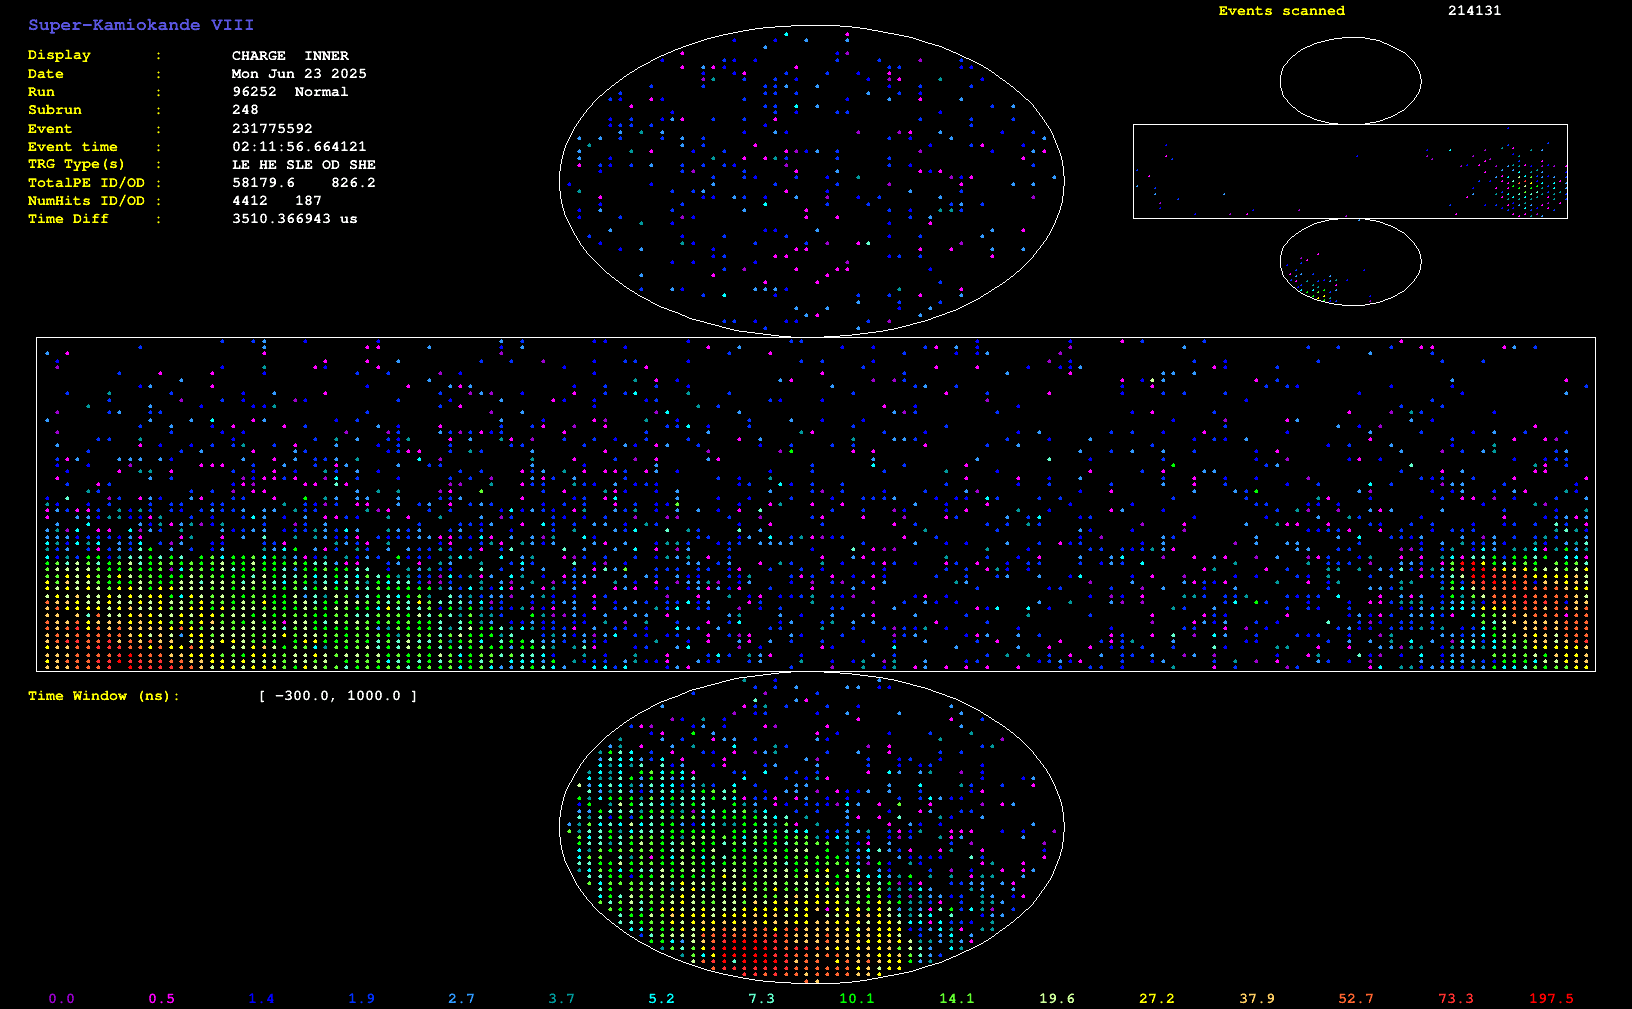 Super-Kamiokande VIII
Events scanned 214131
Display : CHARGE INNER
Date : Mon Jun 23 2025
Run : 96252 Normal
Subrun : 248
Event : 231775592
Event time : 02:11:56.664121
TRG Type(s) : LE HE SLE OD SHE
TotalPE ID/OD : 58179.6 826.2
NumHits ID/OD : 4412 187
Time Diff : 3510.366943 us
Time Window (ns): [ −300.0, 1000.0 ]
0.0 0.5 1.4 1.9 2.7 3.7 5.2 7.3 10.1 14.1 19.6 27.2 37.9 52.7 73.3 197.5